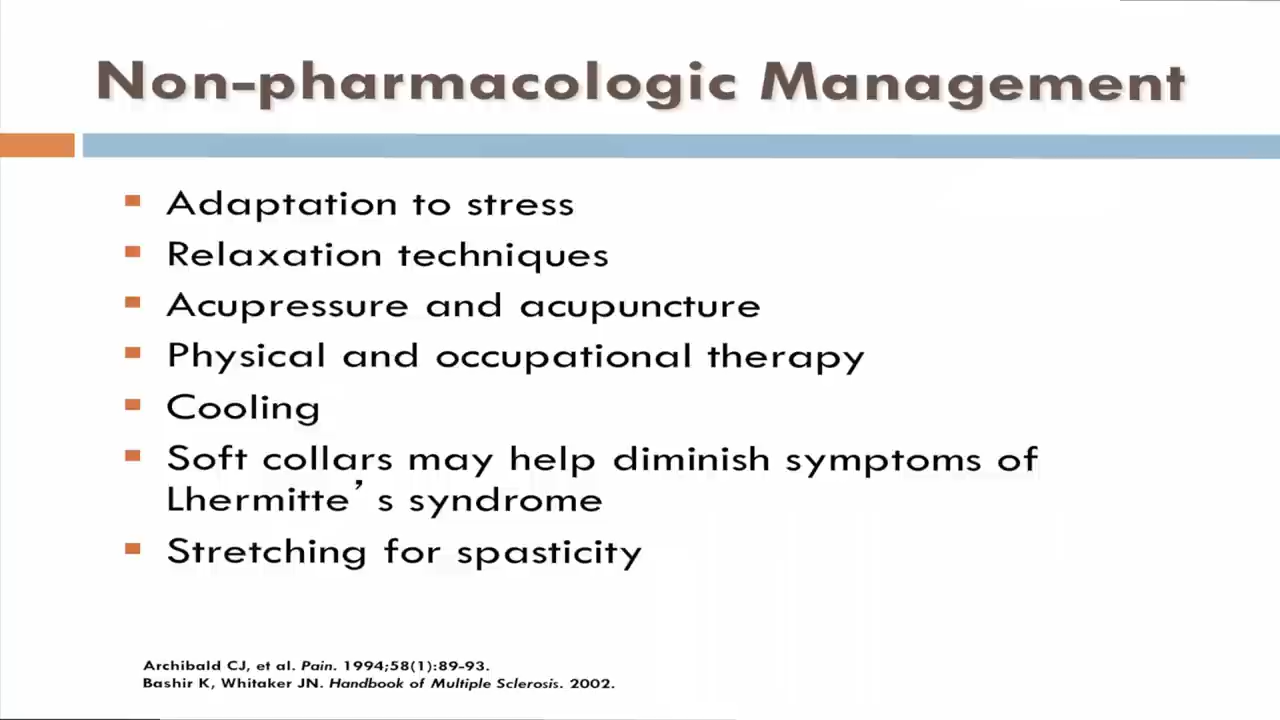 Non-pharmacologic Management
Adaptation to stress
Relaxation techniques
Acupressure and acupuncture
Physical and occupational therapy
Cooling
Soft collars may help diminish symptoms of
Lhermitte’s syndrome
Stretching for spasticity
Archibald CJ, et al. Pain. 1994;58(1):89-93.
Bashir K, Whitaker JN. Handbook of Multiple Sclerosis. 2002.